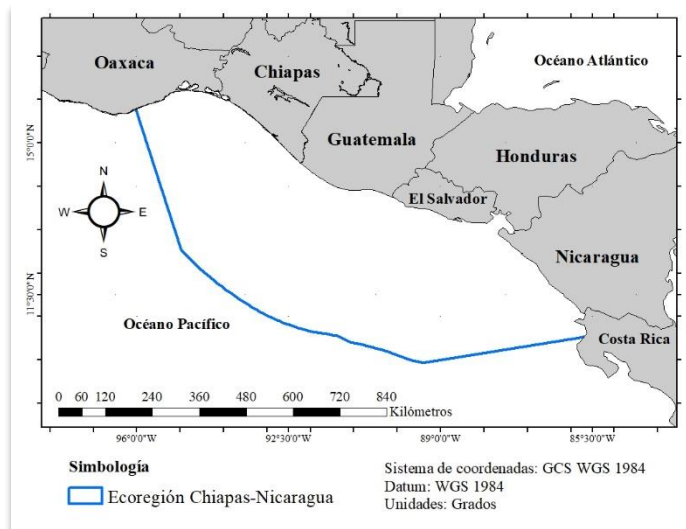 Océano Atlántico
Oaxaca
Chiapas
Guatemala
Honduras
El Salvador
Nicaragua
Costa Rica
Océano Pacífico
N
W E
S
15°0'0"N
11°30'0"N
0 60 120 240 360 480 600 720 840
Kilómetros
96°0'0"W 92°30'0"W 89°0'0"W 85°30'0"W
Simbología
Ecoregión Chiapas-Nicaragua
Sistema de coordenadas: GCS WGS 1984
Datum: WGS 1984
Unidades: Grados